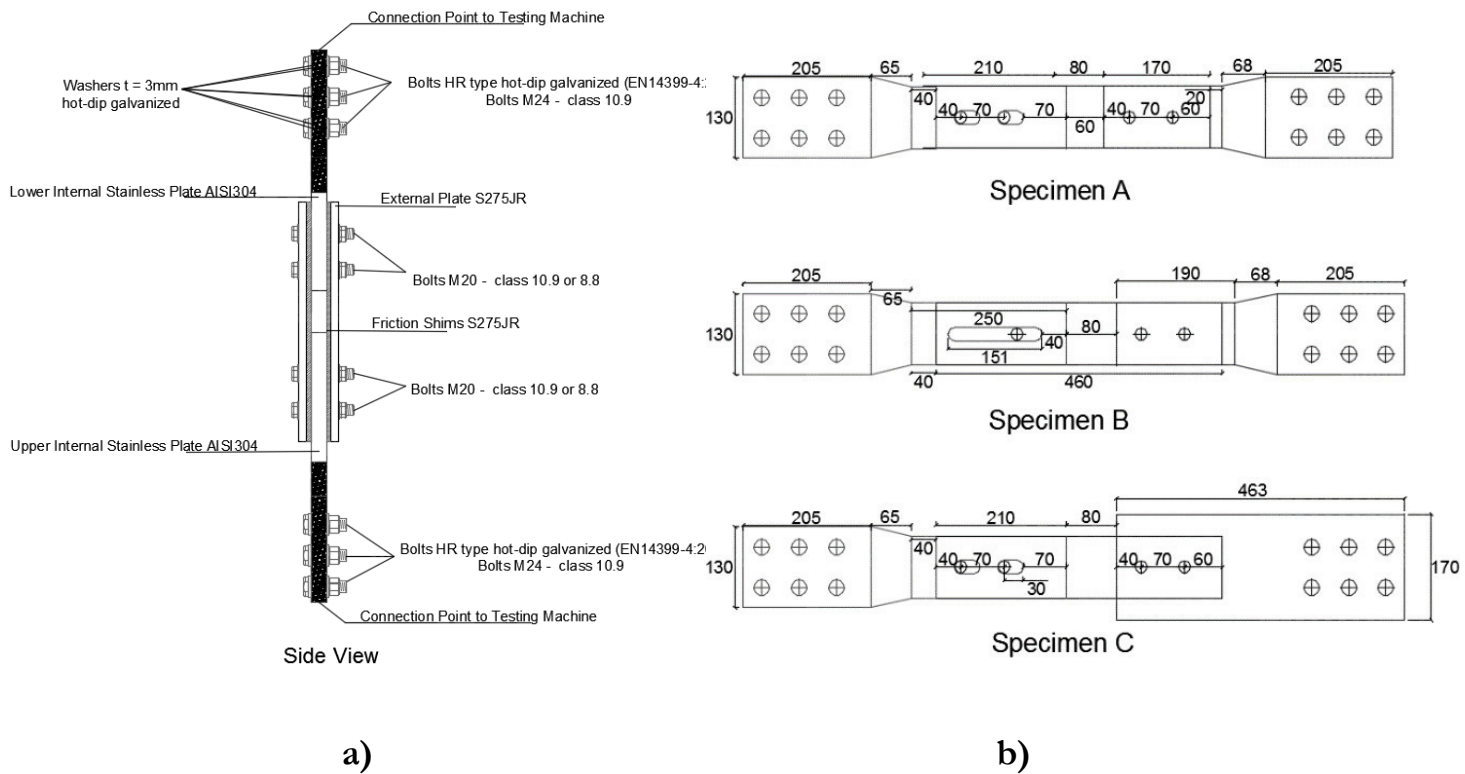 Connection Point to Testing Machine
Washers t = 3mm
hot-dip galvanized
Bolts HR type hot-dip galvanized (EN14399-4:
Bolts M24 - class 10.9
Lower Internal Stainless Plate AISI304
External Plate S275JR
Bolts M20 - class 10.9 or 8.8
Friction Shims S275JR
Bolts M20 - class 10.9 or 8.8
Upper Internal Stainless Plate AISI304
Bolts HR type hot-dip galvanized (EN14399-4:20
Bolts M24 - class 10.9
Connection Point to Testing Machine
Side View
a)
205 65 210 80 170 68 205
40 20
130 40 70 70 60 40 70 60
Specimen A
205 190 68 205
65
130 250 80
40
151
40 460
Specimen B
463
205 65 210 80
40
130 40 70 70 40 70 60 170
30
Specimen C
b)